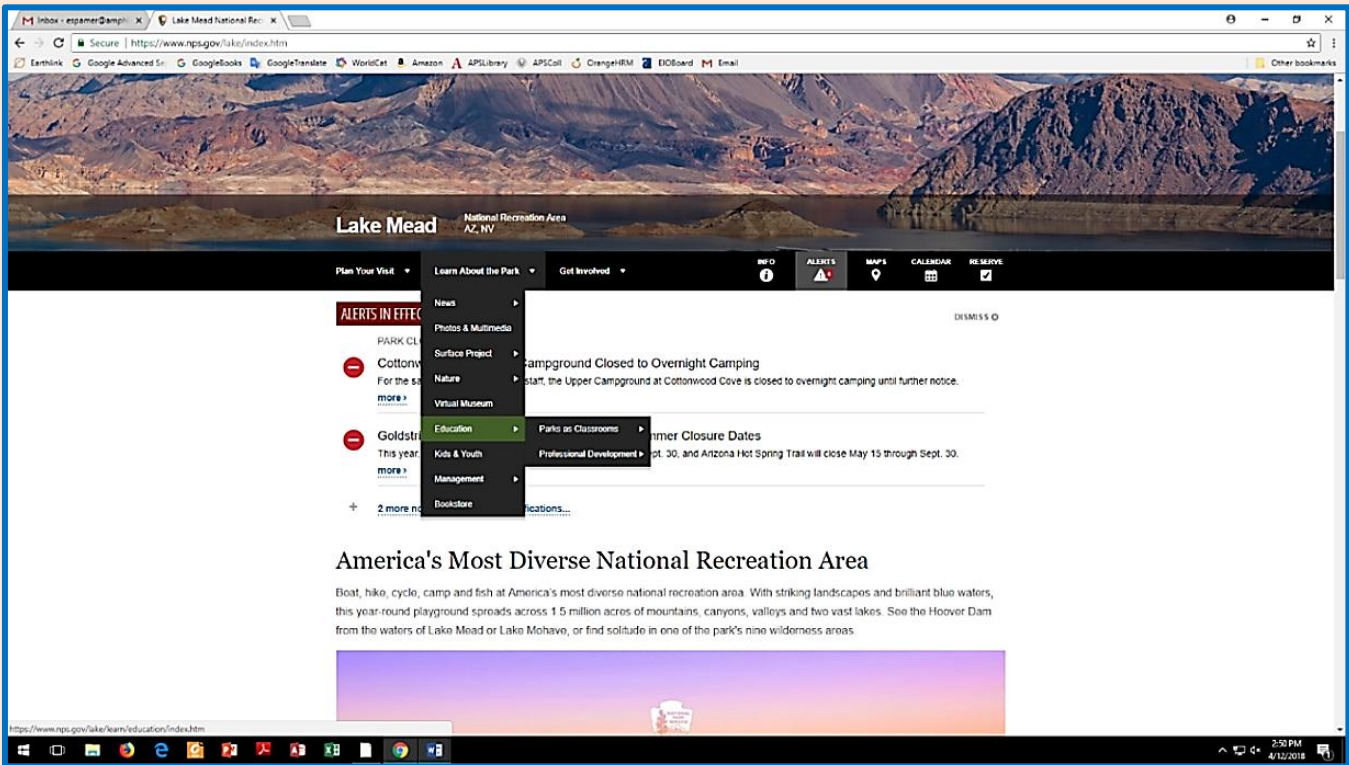 Inbox - espamer@amph
Lake Mead National Rec
Secure | https://www.nps.gov/lake/index.htm
Earthlink Google Advanced Se GoogleBooks GoogleTranslate WorldCat Amazon APSLibrary APSColl OrangeHRM EIOBoard Email Other bookmarks
Lake Mead National Recreation Area
AZ, NV
Plan Your Visit Learn About the Park Get Involved INFO ALERTS MAPS CALENDAR RESERVE
ALERTS IN EFFEC DISMISS
News
Photos & Multimedia
Surface Project
Nature
Virtual Museum
Education
Kids & Youth
Management
Bookstore
Parks as Classrooms
Professional Development
PARK CL
Cottonw Campground Closed to Overnight Camping
For the sa staff, the Upper Campground at Cottonwood Cove is closed to overnight camping until further notice.
more ›
Goldstri mmer Closure Dates
This year, pt. 30, and Arizona Hot Spring Trail will close May 15 through Sept. 30.
more ›
+ 2 more no fications...
America's Most Diverse National Recreation Area
Boat, hike, cycle, camp and fish at America's most diverse national recreation area. With striking landscapes and brilliant blue waters,
this year-round playground spreads across 1.5 million acres of mountains, canyons, valleys and two vast lakes. See the Hoover Dam
from the waters of Lake Mead or Lake Mohave, or find solitude in one of the park's nine wilderness areas.
NATIONAL
PARK
SERVICE
https://www.nps.gov/lake/learn/education/index.htm
2:50 PM
4/12/2018